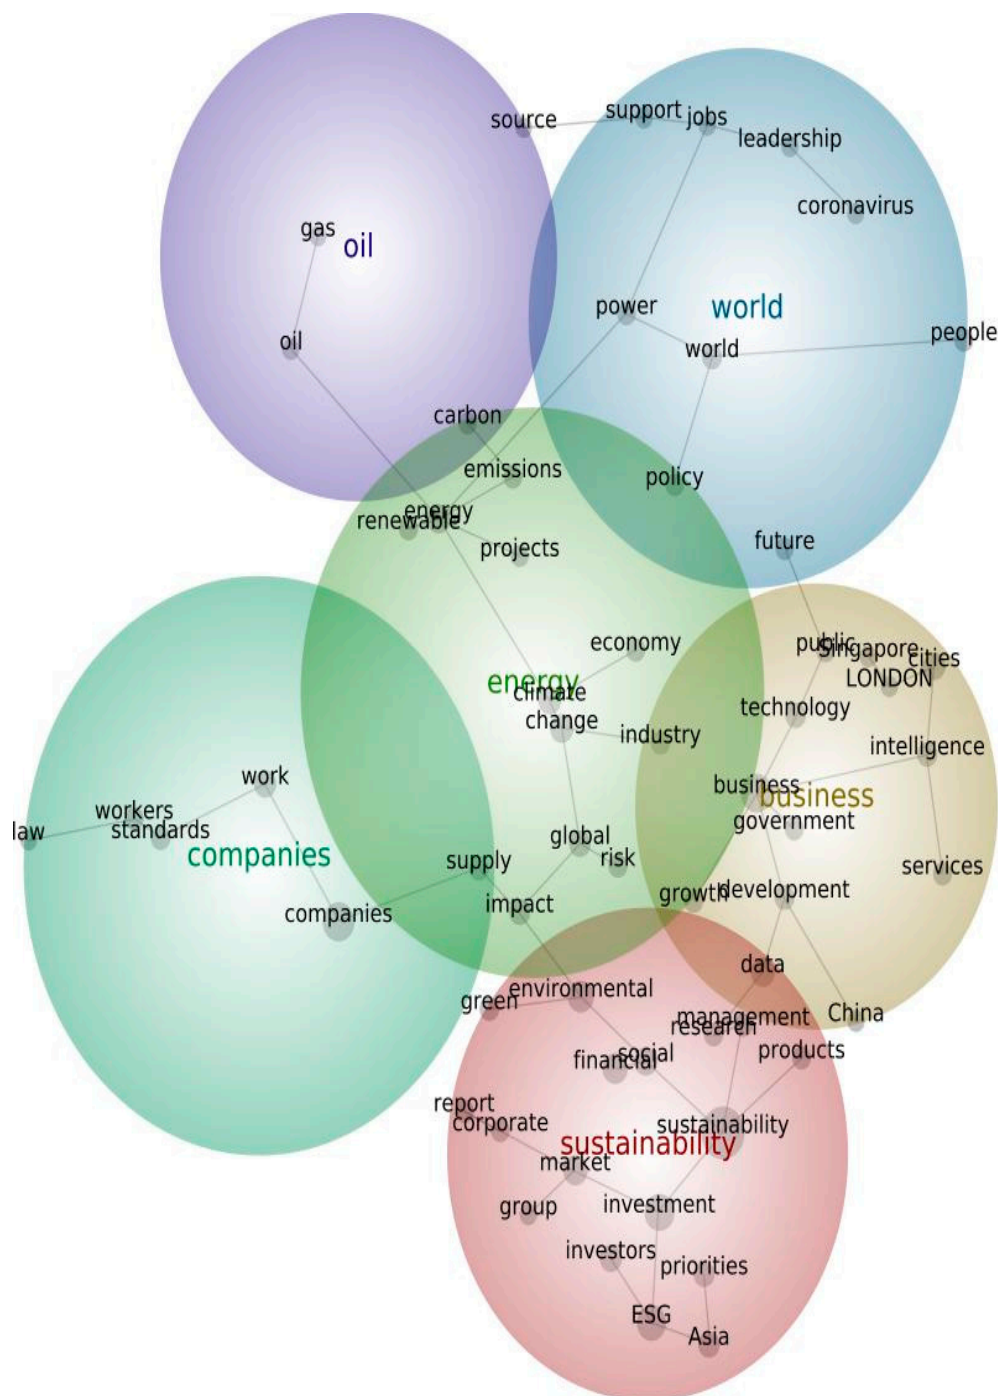 source
support
jobs
leadership
coronavirus
gas
oil
oil
power
world
world
people
carbon
emissions
energy
renewable
projects
policy
future
economy
energy
climate
change
industry
public
Singapore
cities
LONDON
technology
intelligence
business
business
government
services
work
workers
law
standards
companies
companies
global
risk
supply
impact
growth
development
data
environmental
green
management
research
China
products
social
financial
report
corporate
sustainability
sustainability
market
group
investment
investors
priorities
ESG
Asia